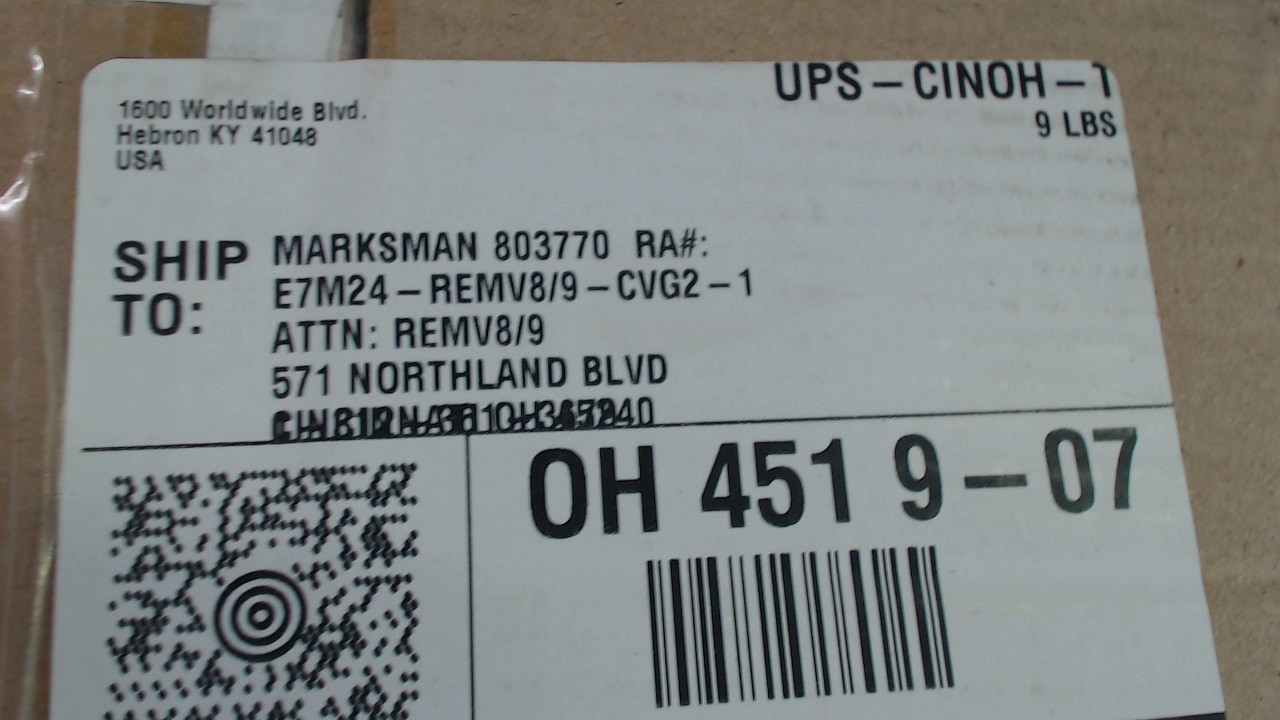 UPS-CINOH-1
9 LBS
1600 Worldwide Blvd.
Hebron KY 41048
USA
SHIP TO:
MARKSMAN 803770 RA#:
E7M24-REMV8/9-CVG2-1
ATTN: REMV8/9
571 NORTHLAND BLVD
OH 451 9-07